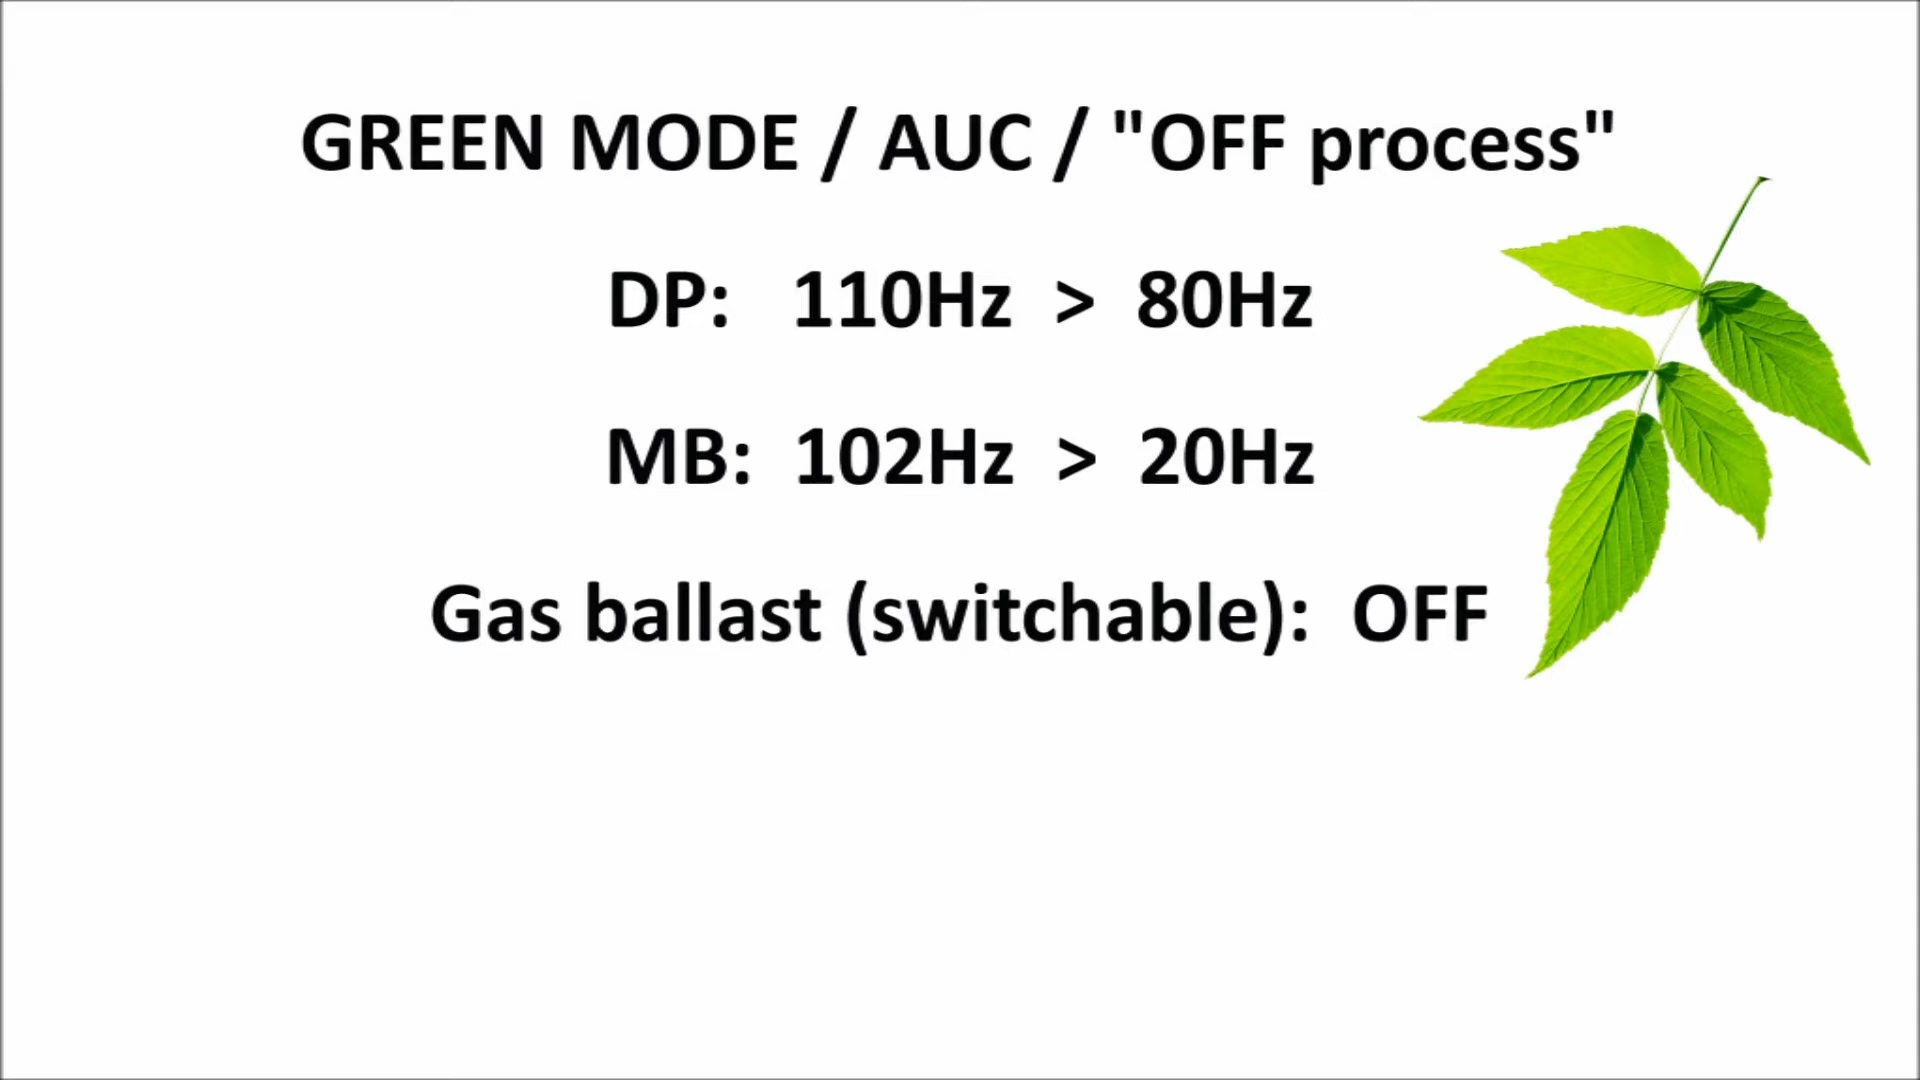 GREEN MODE / AUC / "OFF process"
DP: 110Hz > 80Hz
MB: 102Hz > 20Hz
Gas ballast (switchable): OFF